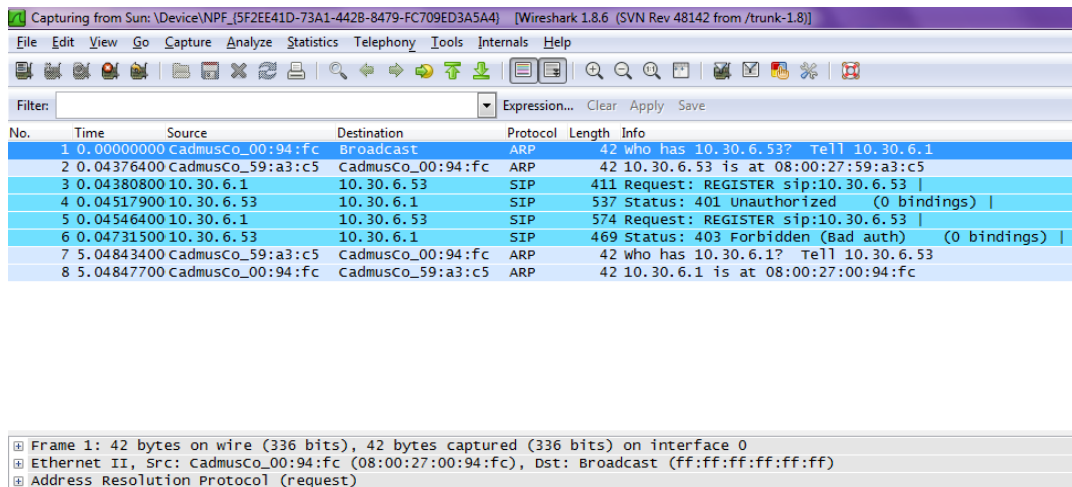 Capturing from Sun: \Device\NPF_{5F2EE41D-73A1-442B-8479-FC709ED3A5A4} [Wireshark 1.8.6 (SVN Rev 48142 from /trunk-1.8)]
File Edit View Go Capture Analyze Statistics Telephony Tools Internals Help
Filter: Expression... Clear Apply Save
No. Time Source Destination Protocol Length Info
1 0.00000000 CadmusCo_00:94:fc Broadcast ARP 42 Who has 10.30.6.53? Tell 10.30.6.1
2 0.04376400 CadmusCo_59:a3:c5 CadmusCo_00:94:fc ARP 42 10.30.6.53 is at 08:00:27:59:a3:c5
3 0.04380800 10.30.6.1 10.30.6.53 SIP 411 Request: REGISTER sip:10.30.6.53 |
4 0.04517900 10.30.6.53 10.30.6.1 SIP 537 Status: 401 Unauthorized (0 bindings) |
5 0.04546400 10.30.6.1 10.30.6.53 SIP 574 Request: REGISTER sip:10.30.6.53 |
6 0.04731500 10.30.6.53 10.30.6.1 SIP 469 Status: 403 Forbidden (Bad auth) (0 bindings) |
7 5.04843400 CadmusCo_59:a3:c5 CadmusCo_00:94:fc ARP 42 Who has 10.30.6.1? Tell 10.30.6.53
8 5.04847700 CadmusCo_00:94:fc CadmusCo_59:a3:c5 ARP 42 10.30.6.1 is at 08:00:27:00:94:fc
Frame 1: 42 bytes on wire (336 bits), 42 bytes captured (336 bits) on interface 0
Ethernet II, Src: CadmusCo_00:94:fc (08:00:27:00:94:fc), Dst: Broadcast (ff:ff:ff:ff:ff:ff)
Address Resolution Protocol (request)